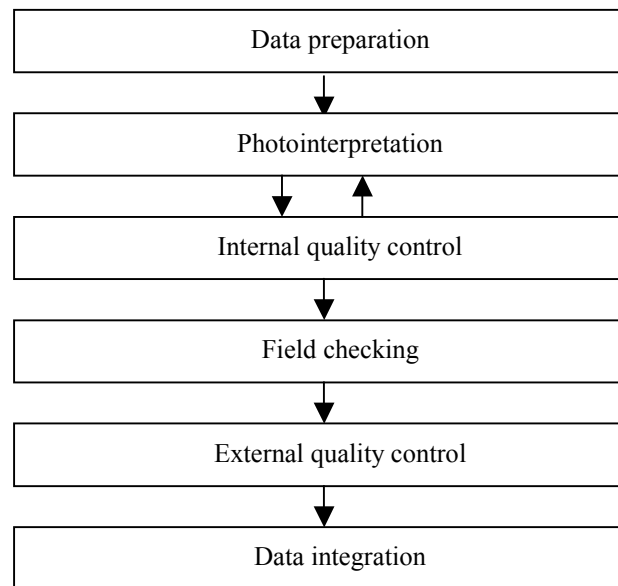 Data preparation
Photointerpretation
Internal quality control
Field checking
External quality control
Data integration